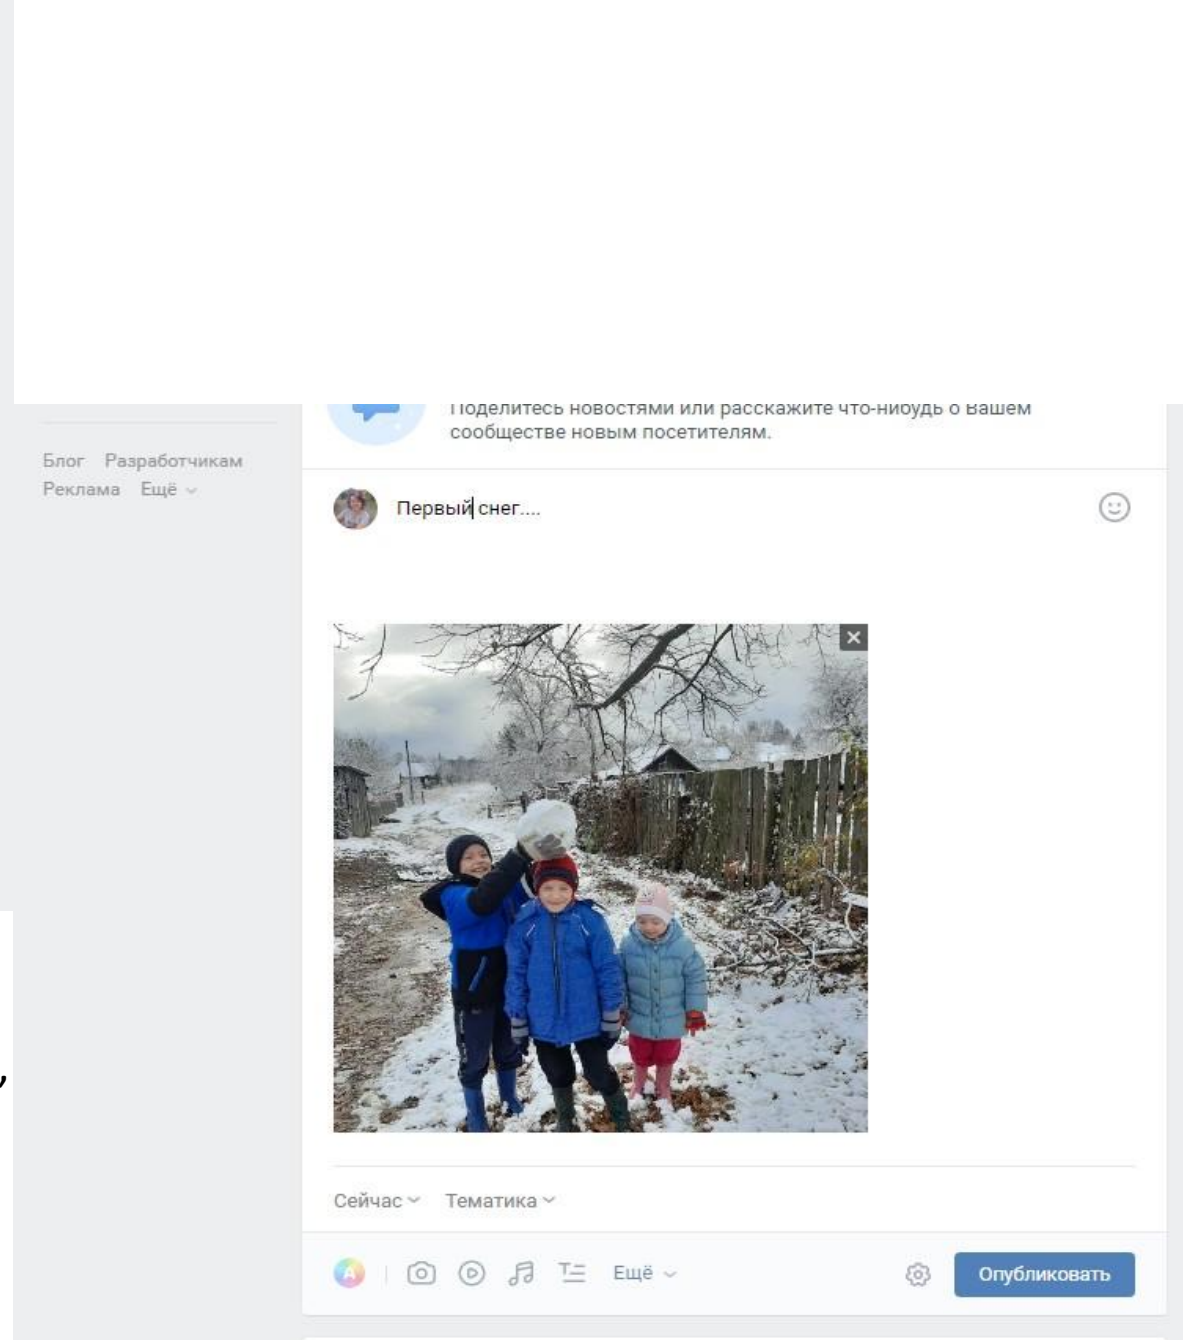 Поделитесь новостями или расскажите что-нибудь о Вашем
сообществе новым посетителям.
Блог Разработчикам
Реклама Ещё
Первый снег....
Сейчас Тематика
А
Ещё
Опубликовать
,